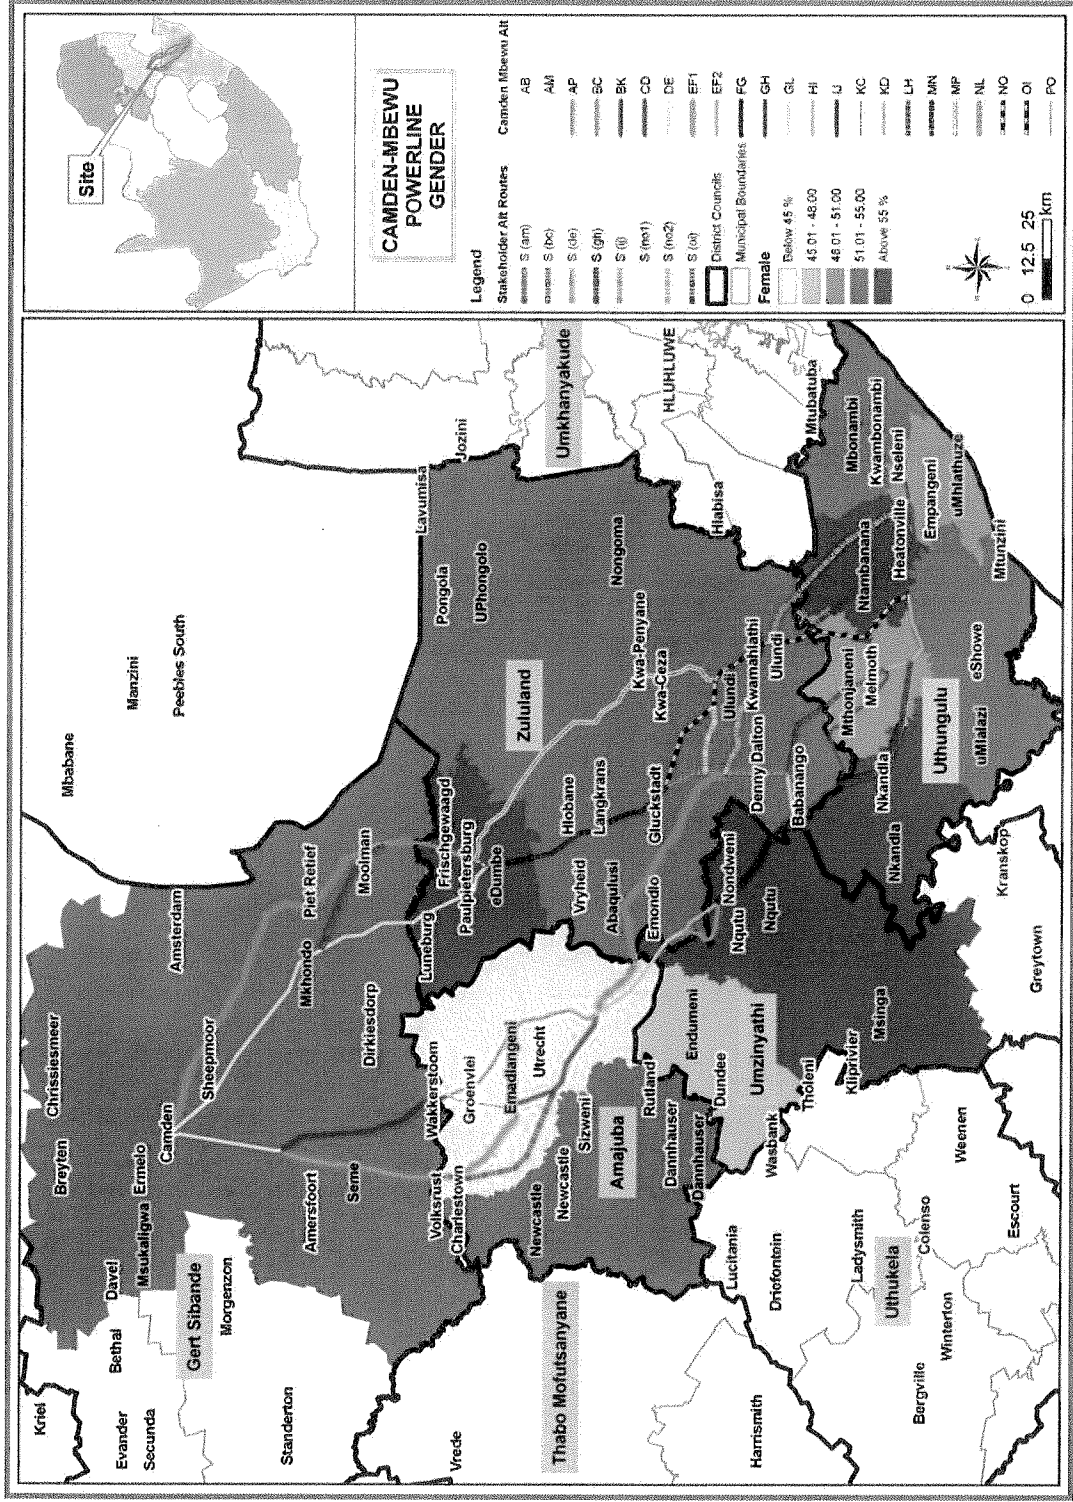 Site
CAMDEN-MBEWU
POWERLINE
GENDER
Legend
Stakeholder Alt Routes
S (am)
S (bc)
S (de)
S (gh)
S (ij)
S (no1)
S (no2)
S (oi)
District Councils
Municipal Boundaries
Female
Below 45 %
45.01 - 48.00
48.01 - 51.00
51.01 - 55.00
Above 55 %
Camden Mbewu Alt
AB
AM
AP
BC
BK
CD
DE
EF1
EF2
FG
GH
GL
HI
IJ
KC
KD
LH
MN
MP
NL
NO
OI
PO
0 12.5 25
km
Mbabane
Manzini
Peebles South
Lavumisa
Jozini
Umkhanyakude
HLUHLUWE
Hlabisa
Mtubatuba
Mbonambi
Kwambonambi
Nseleni
Empangeni
uMhlathuze
Mtunzini
Ntambanana
Heatonville
Pongola
UPhongolo
Nongoma
Kwa-Penyane
Kwa-Ceza
Zululand
Ulundi
Kwamahlathi
Ulundi
Mthonjaneni
Melmoth
Uthungulu
eShowe
uMlalazi
Nkandla
Nkandla
Kranskop
Greytown
Denny Dalton
Babanango
Gluckstadt
Hlobane
Langkrans
Frischgewaagd
Paulpietersburg
eDumbe
Luneburg
Vryheid
Abaqulusi
Emondlo
Nondweni
Nqutu
Nqutu
Amsterdam
Piet Retief
Moolman
Mkhondo
Dirkiesdorp
Sheepmoor
Chrissiesmeer
Breyten
Camden
Ermelo
Msukaligwa
Davel
Gert Sibande
Morgenzon
Bethal
Kriel
Evander
Secunda
Standerton
Vrede
Amersfoort
Seme
Volksrust
Charlestown
Wakkerstoom
Groenvlei
Emadlangeni
Utrecht
Newcastle
Newcastle
Sizweni
Amajuba
Rutland
Dannhauser
Dannhauser
Endumeni
Dundee
Umzinyathi
Msinga
Kliprivier
Tholeni
Wasbank
Thabo Mofutsanyane
Harrismith
Lucitania
Driefontein
Ladysmith
Uthukela
Colenso
Weenen
Escourt
Winterton
Bergville